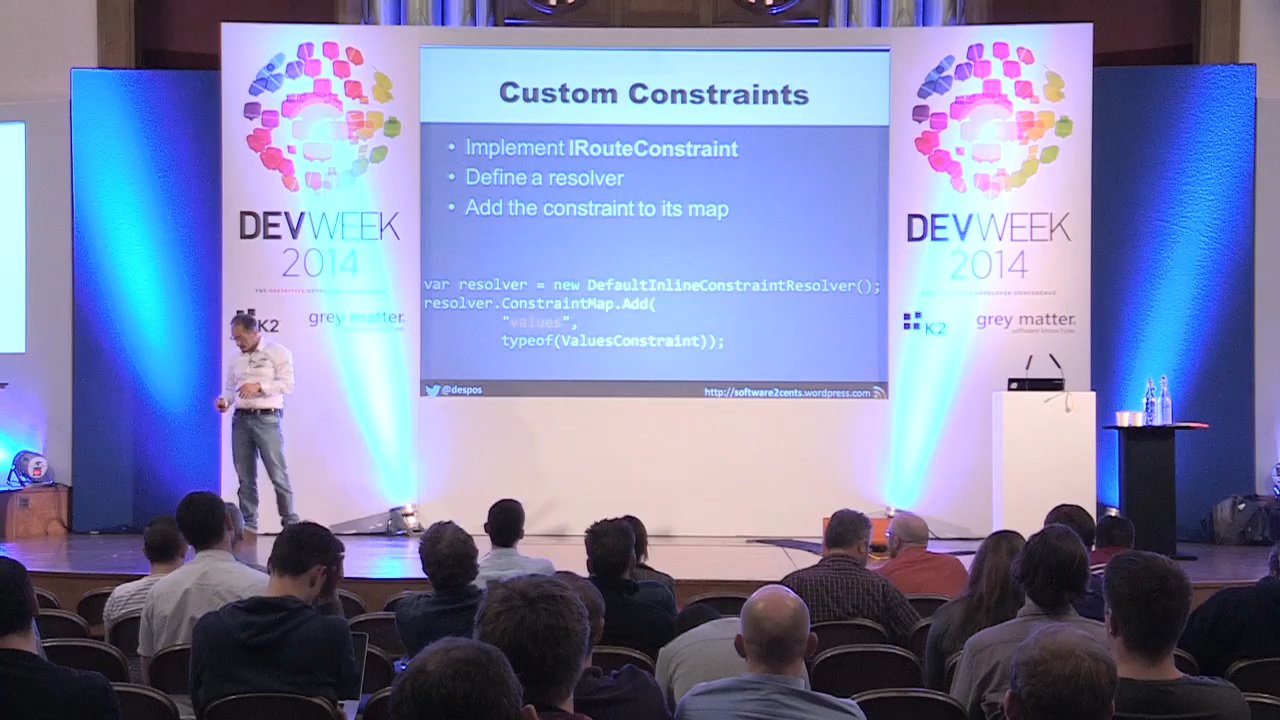 Custom Constraints
• Implement IRouteConstraint
• Define a resolver
• Add the constraint to its map
var resolver = new DefaultInlineConstraintResolver();
resolver.ConstraintMap.Add(
"values",
typeof(ValuesConstraint));
@despos
http://software2cents.wordpress.com
DEVWEEK
2014
K2
grey matter
DEVWEEK
2014
DEVELOPER CONFERENCE
K2
grey matter
software know-how